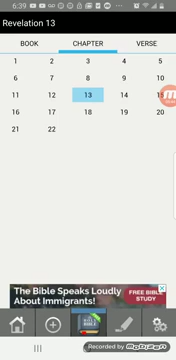 6:39
Revelation 13
BOOK CHAPTER VERSE
1 2 3 4 5
6 7 8 9 10
11 12 13 14 15
16 17 18 19 20
21 22
The Bible Speaks Loudly
About Immigrants!
FREE BIBLE
STUDY
HOLY
BIBLE
Recorded by